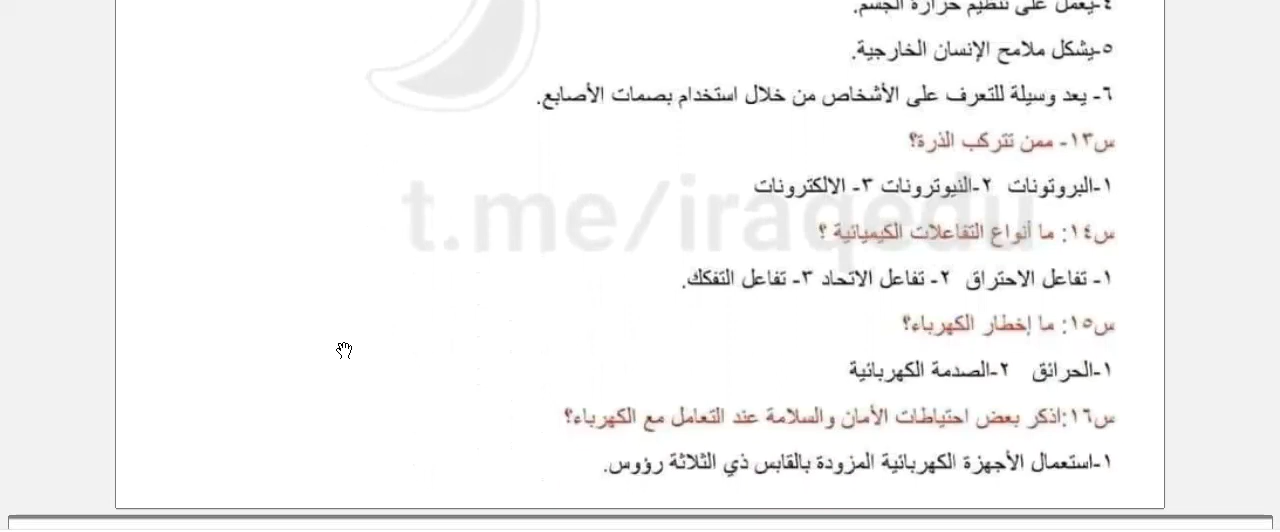 ٤-يعمل على تنظيم حرارة الجسم.
٥-يشكل ملامح الإنسان الخارجية.
٦- يعد وسيلة للتعرف على الأشخاص من خلال استخدام بصمات الأصابع.
س١٣- ممن تتركب الذرة؟
١-البروتونات ٢-النيوترونات ٣- الالكترونات
t.me/iraqedu
س١٤: ما أنواع التفاعلات الكيميائية ؟
١- تفاعل الاحتراق ٢- تفاعل الاتحاد ٣- تفاعل التفكك.
س١٥: ما إخطار الكهرباء؟
١-الحرائق ٢-الصدمة الكهربائية
س١٦:اذكر بعض احتياطات الأمان والسلامة عند التعامل مع الكهرباء؟
١-استعمال الأجهزة الكهربائية المزودة بالقابس ذي الثلاثة رؤوس.